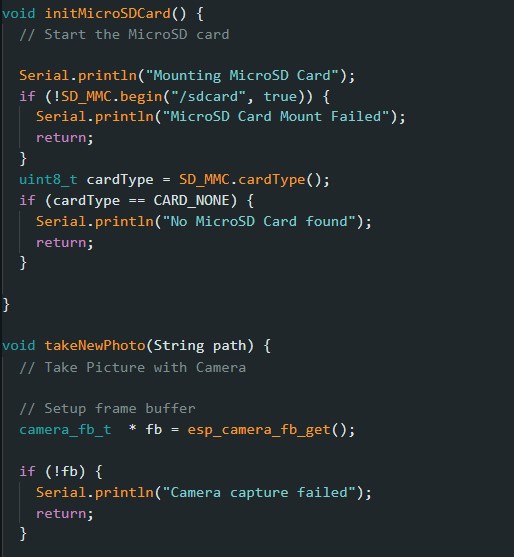 void initMicroSDCard() {
// Start the MicroSD card
Serial.println("Mounting MicroSD Card");
if (!SD_MMC.begin("/sdcard", true)) {
Serial.println("MicroSD Card Mount Failed");
return;
}
uint8_t cardType = SD_MMC.cardType();
if (cardType == CARD_NONE) {
Serial.println("No MicroSD Card found");
return;
}
}
void takeNewPhoto(String path) {
// Take Picture with Camera
// Setup frame buffer
camera_fb_t  * fb = esp_camera_fb_get();
if (!fb) {
Serial.println("Camera capture failed");
return;
}